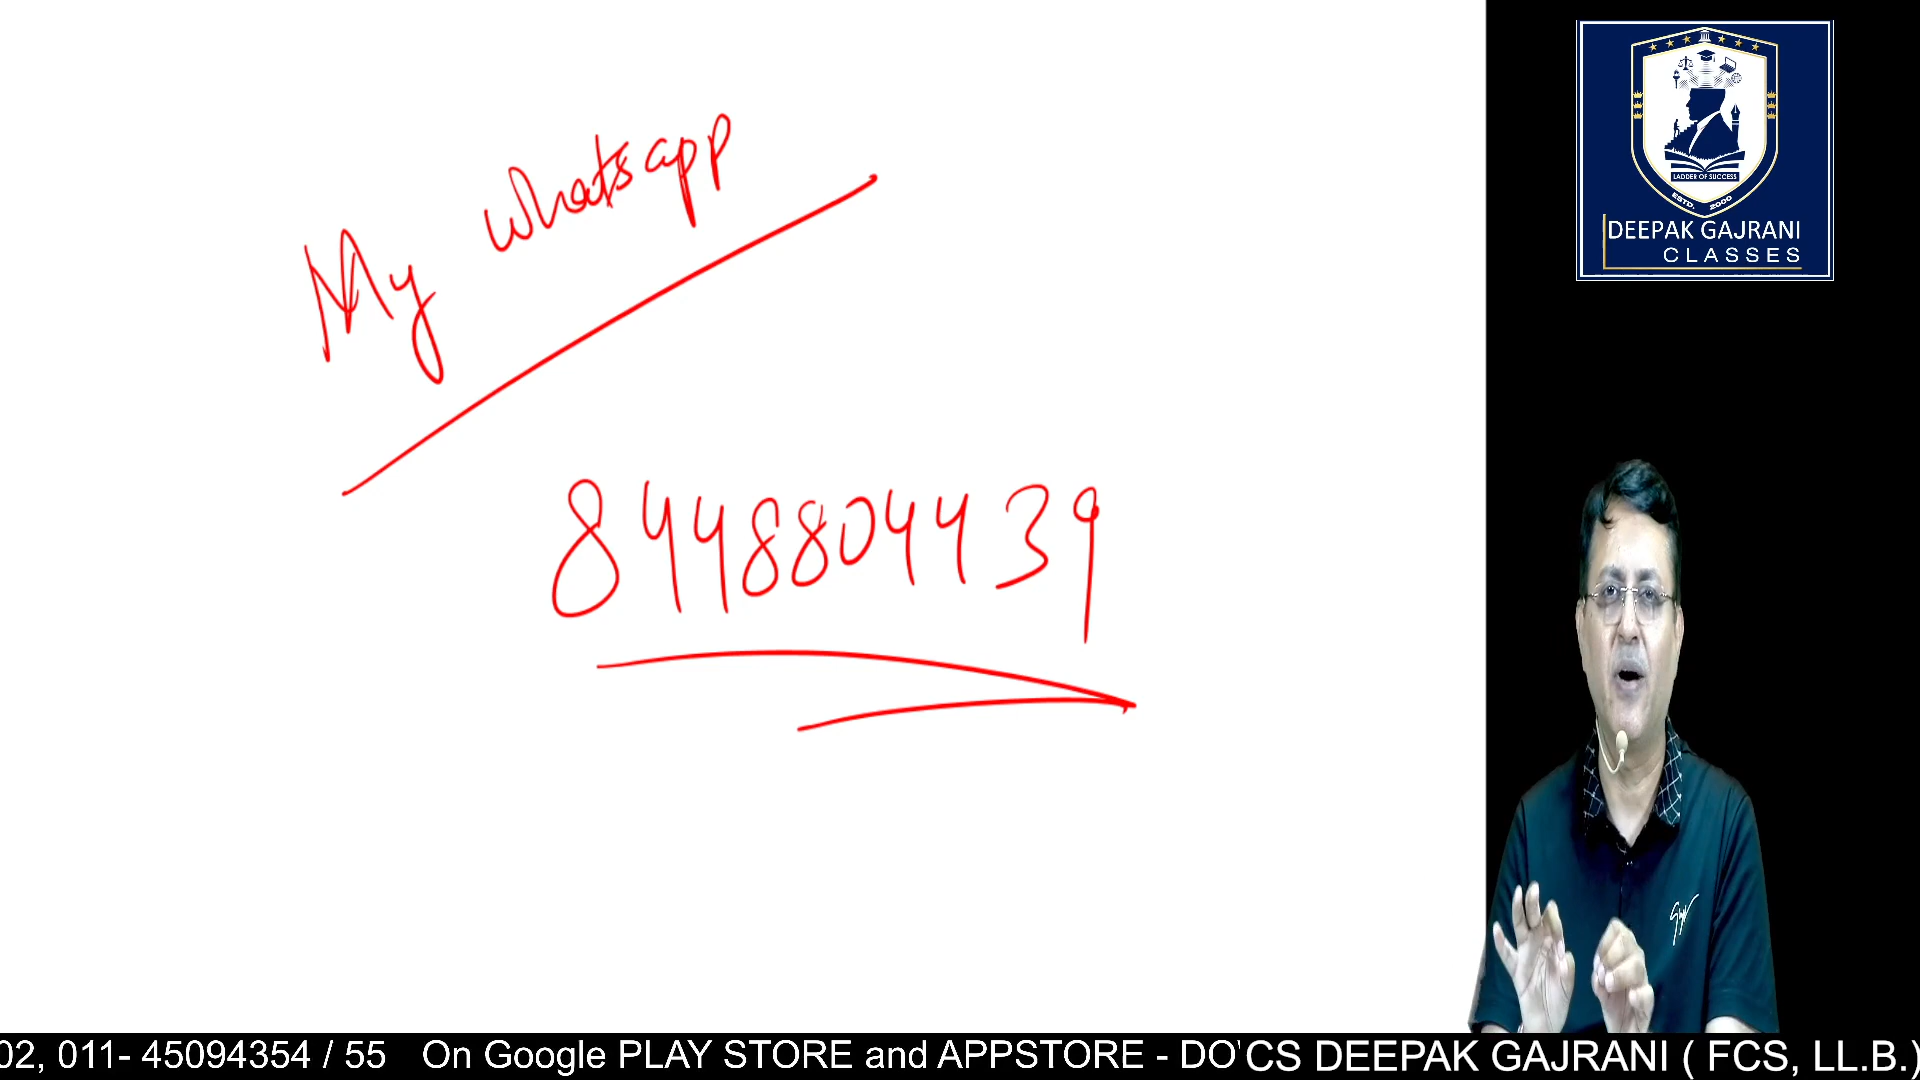 My whatsapp
8448804439
LADDER OF SUCCESS
ESTD. 2000
DEEPAK GAJRANI
CLASSES
02, 011- 45094354 / 55 On Google PLAY STORE and APPSTORE - DO'CS DEEPAK GAJRANI ( FCS, LL.B.)